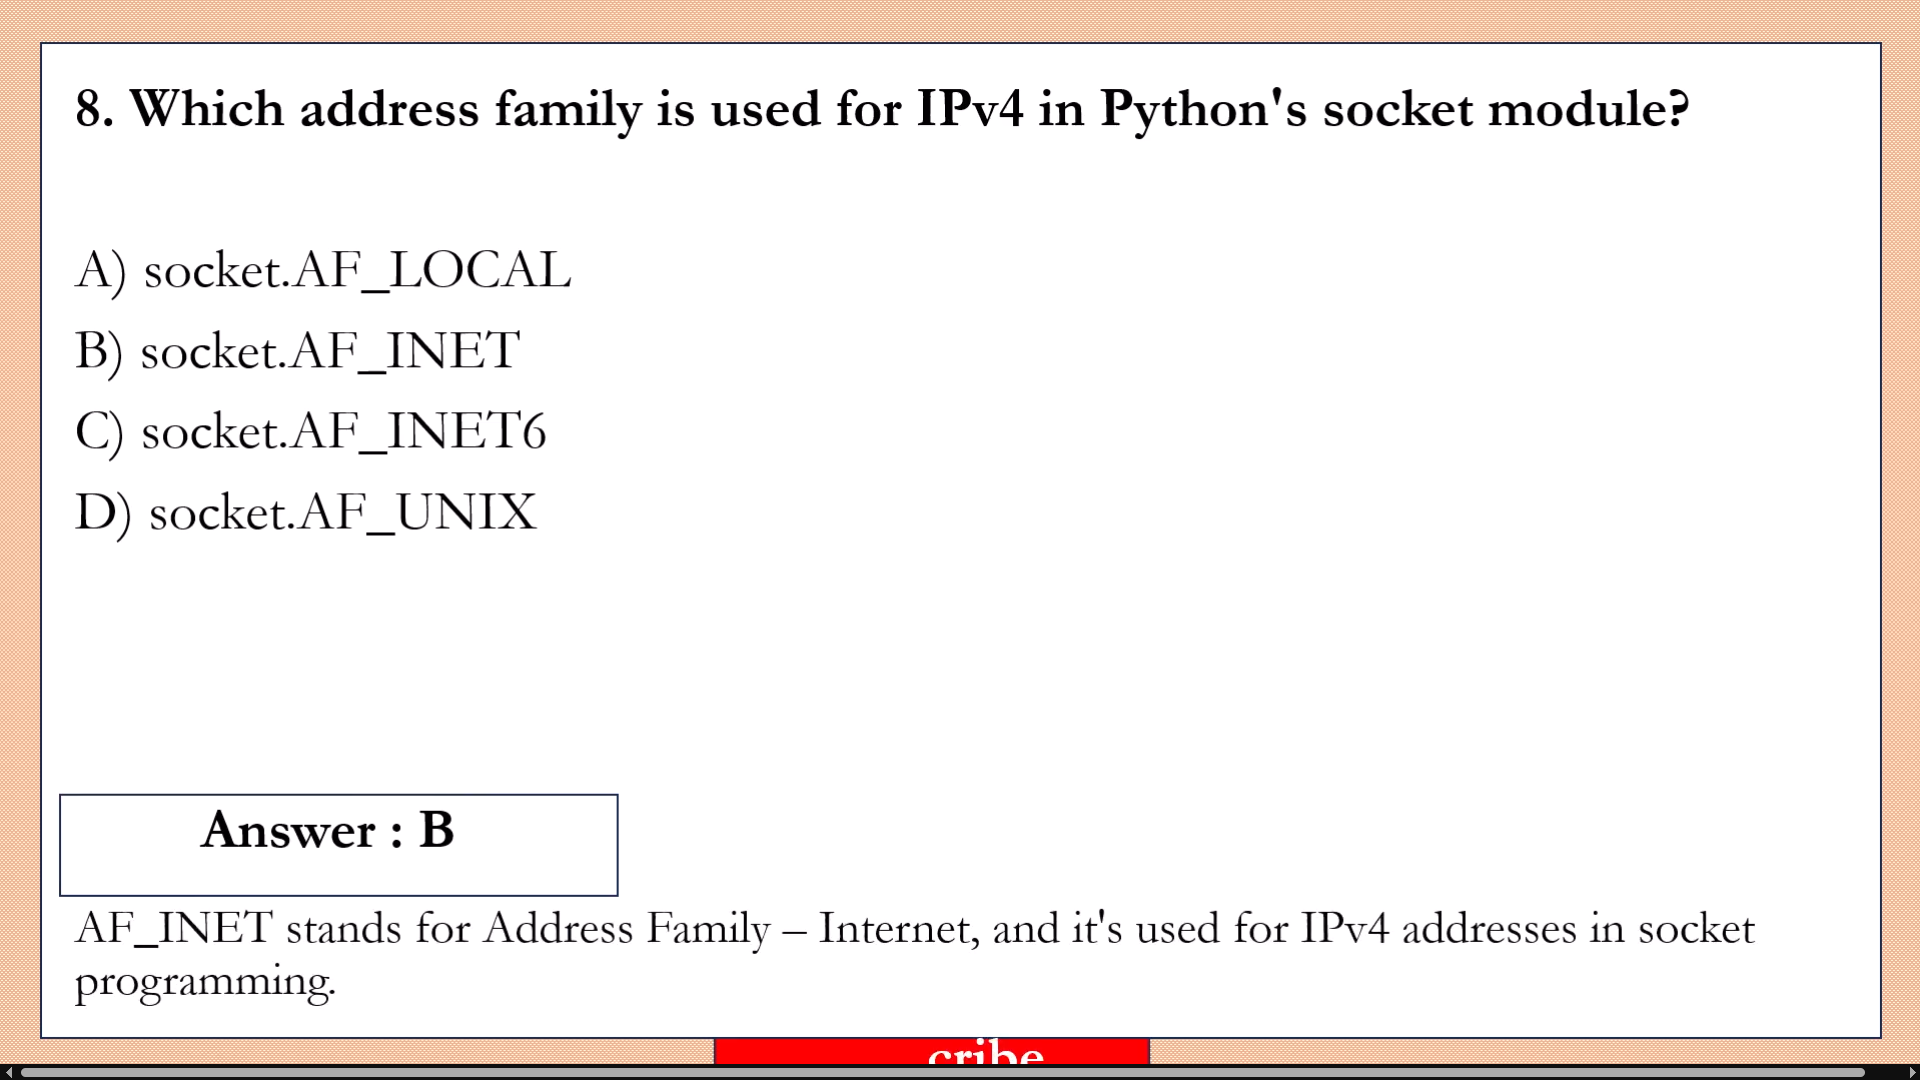 8. Which address family is used for IPv4 in Python's socket module?
A) socket.AF_LOCAL
B) socket.AF_INET
C) socket.AF_INET6
D) socket.AF_UNIX
Answer : B
AF_INET stands for Address Family – Internet, and it's used for IPv4 addresses in socket
programming.
cribe